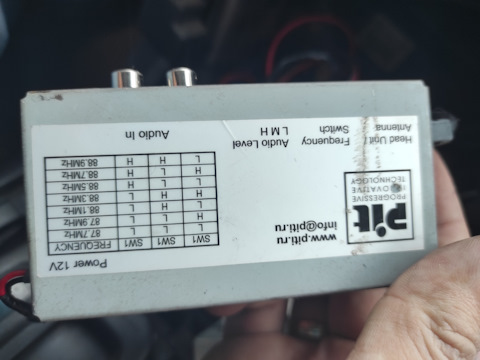 pit
PROGRESSIVE
INNOVATIVE
TECHNOLOGY
www.piti.ru
info@piti.ru
Power 12V
SW1 SW1 SW1 FREQUENCY
L L L 87.7MHz
H L L 87.9MHz
L H L 88.1MHz
H H L 88.3MHz
L L H 88.5MHz
H L H 88.7MHz
L H H 88.9MHz
Head Unit /
Antenna
Frequency
Switch
Audio Level
L M H
Audio In